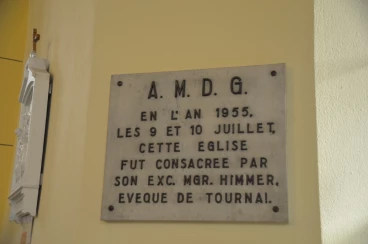 A. M. D. G.
EN L'AN 1955,
LES 9 ET 10 JUILLET,
CETTE EGLISE
FUT CONSACREE PAR
SON EXC. MGR. HIMMER,
EVEQUE DE TOURNAI.